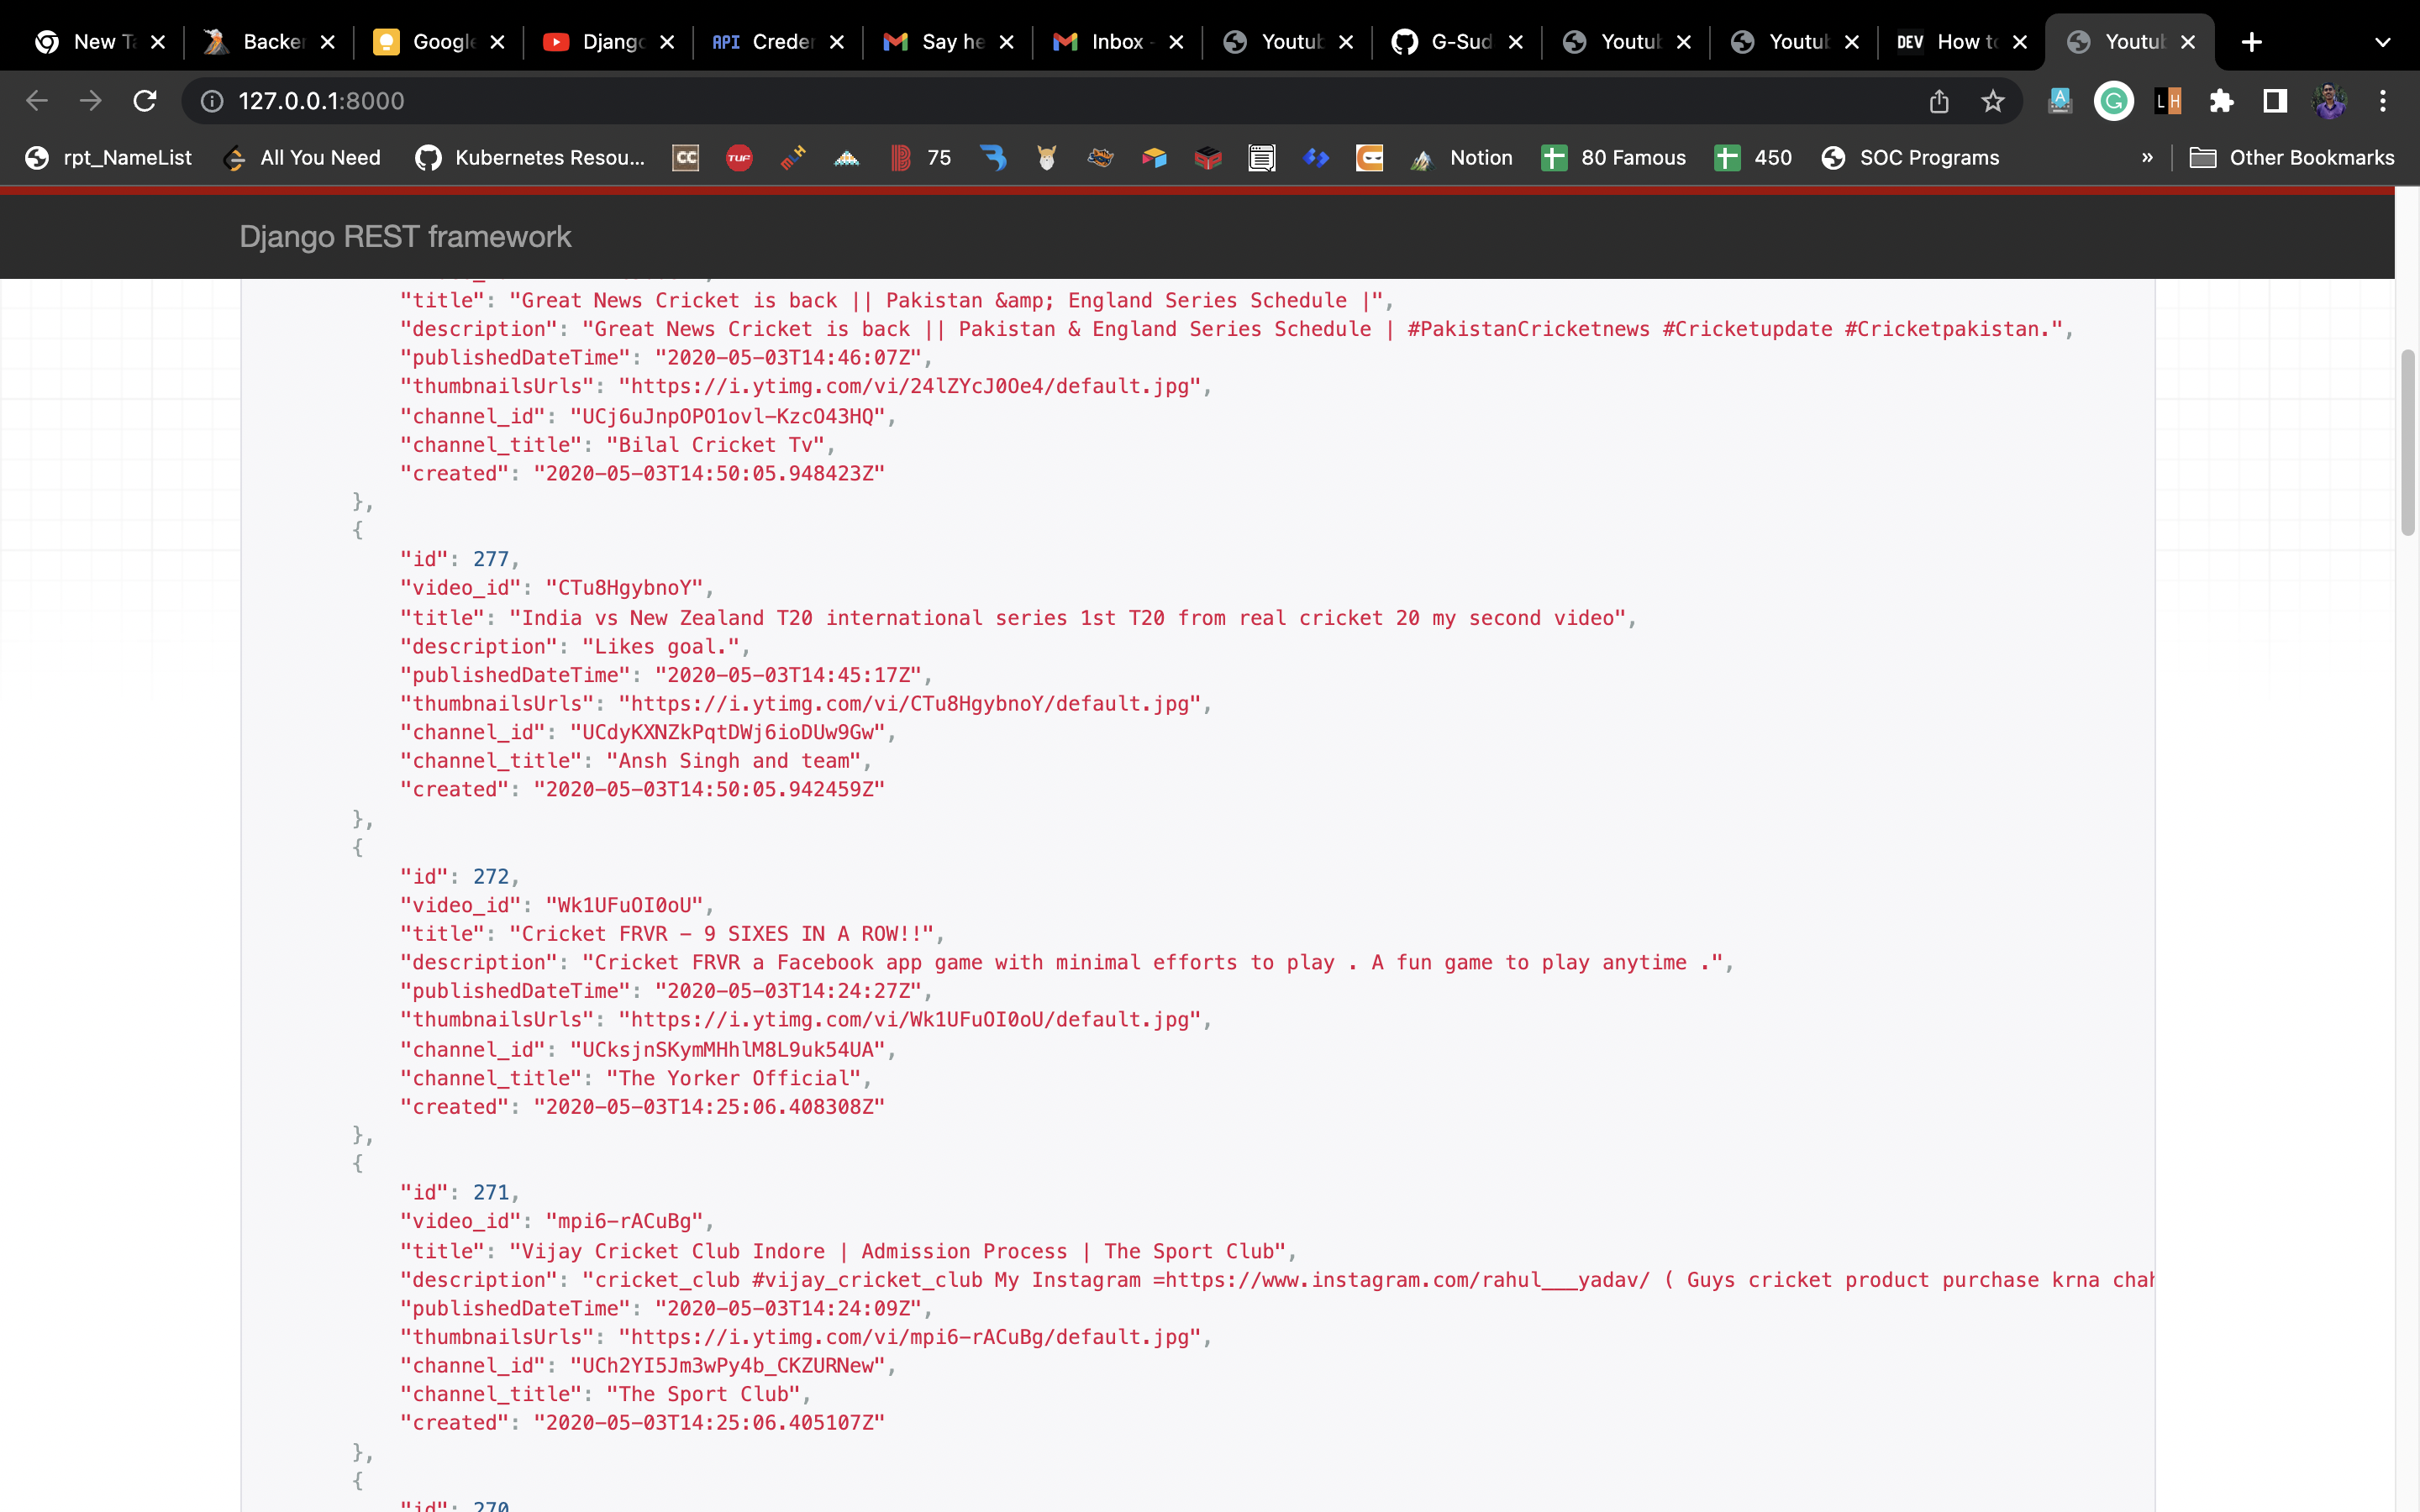 New Ta
Backer
Google
Django
API Creder
Say he
Inbox -
Youtub
G-Sud
Youtub
Youtub
DEV How to
Youtub
127.0.0.1:8000
rpt_NameList
All You Need
Kubernetes Resou...
CC
TUF
MLH
75
Notion
80 Famous
450
SOC Programs
»
Other Bookmarks
Django REST framework
"title": "Great News Cricket is back || Pakistan &amp; England Series Schedule |",
"description": "Great News Cricket is back || Pakistan & England Series Schedule | #PakistanCricketnews #Cricketupdate #Cricketpakistan.",
"publishedDateTime": "2020-05-03T14:46:07Z",
"thumbnailsUrls": "https://i.ytimg.com/vi/24lZYcJ0Oe4/default.jpg",
"channel_id": "UCj6uJnpOPO1ovl-KzcO43HQ",
"channel_title": "Bilal Cricket Tv",
"created": "2020-05-03T14:50:05.948423Z"
},
{
"id": 277,
"video_id": "CTu8HgybnoY",
"title": "India vs New Zealand T20 international series 1st T20 from real cricket 20 my second video",
"description": "Likes goal.",
"publishedDateTime": "2020-05-03T14:45:17Z",
"thumbnailsUrls": "https://i.ytimg.com/vi/CTu8HgybnoY/default.jpg",
"channel_id": "UCdyKXNZkPqtDWj6ioDUw9Gw",
"channel_title": "Ansh Singh and team",
"created": "2020-05-03T14:50:05.942459Z"
},
{
"id": 272,
"video_id": "Wk1UFuOI0oU",
"title": "Cricket FRVR - 9 SIXES IN A ROW!!",
"description": "Cricket FRVR a Facebook app game with minimal efforts to play . A fun game to play anytime .",
"publishedDateTime": "2020-05-03T14:24:27Z",
"thumbnailsUrls": "https://i.ytimg.com/vi/Wk1UFuOI0oU/default.jpg",
"channel_id": "UCksjnSKymMHhlM8L9uk54UA",
"channel_title": "The Yorker Official",
"created": "2020-05-03T14:25:06.408308Z"
},
{
"id": 271,
"video_id": "mpi6-rACuBg",
"title": "Vijay Cricket Club Indore | Admission Process | The Sport Club",
"description": "cricket_club #vijay_cricket_club My Instagram =https://www.instagram.com/rahul___yadav/ ( Guys cricket product purchase krna chah
"publishedDateTime": "2020-05-03T14:24:09Z",
"thumbnailsUrls": "https://i.ytimg.com/vi/mpi6-rACuBg/default.jpg",
"channel_id": "UCh2YI5Jm3wPy4b_CKZURNew",
"channel_title": "The Sport Club",
"created": "2020-05-03T14:25:06.405107Z"
},
{
"id": 270